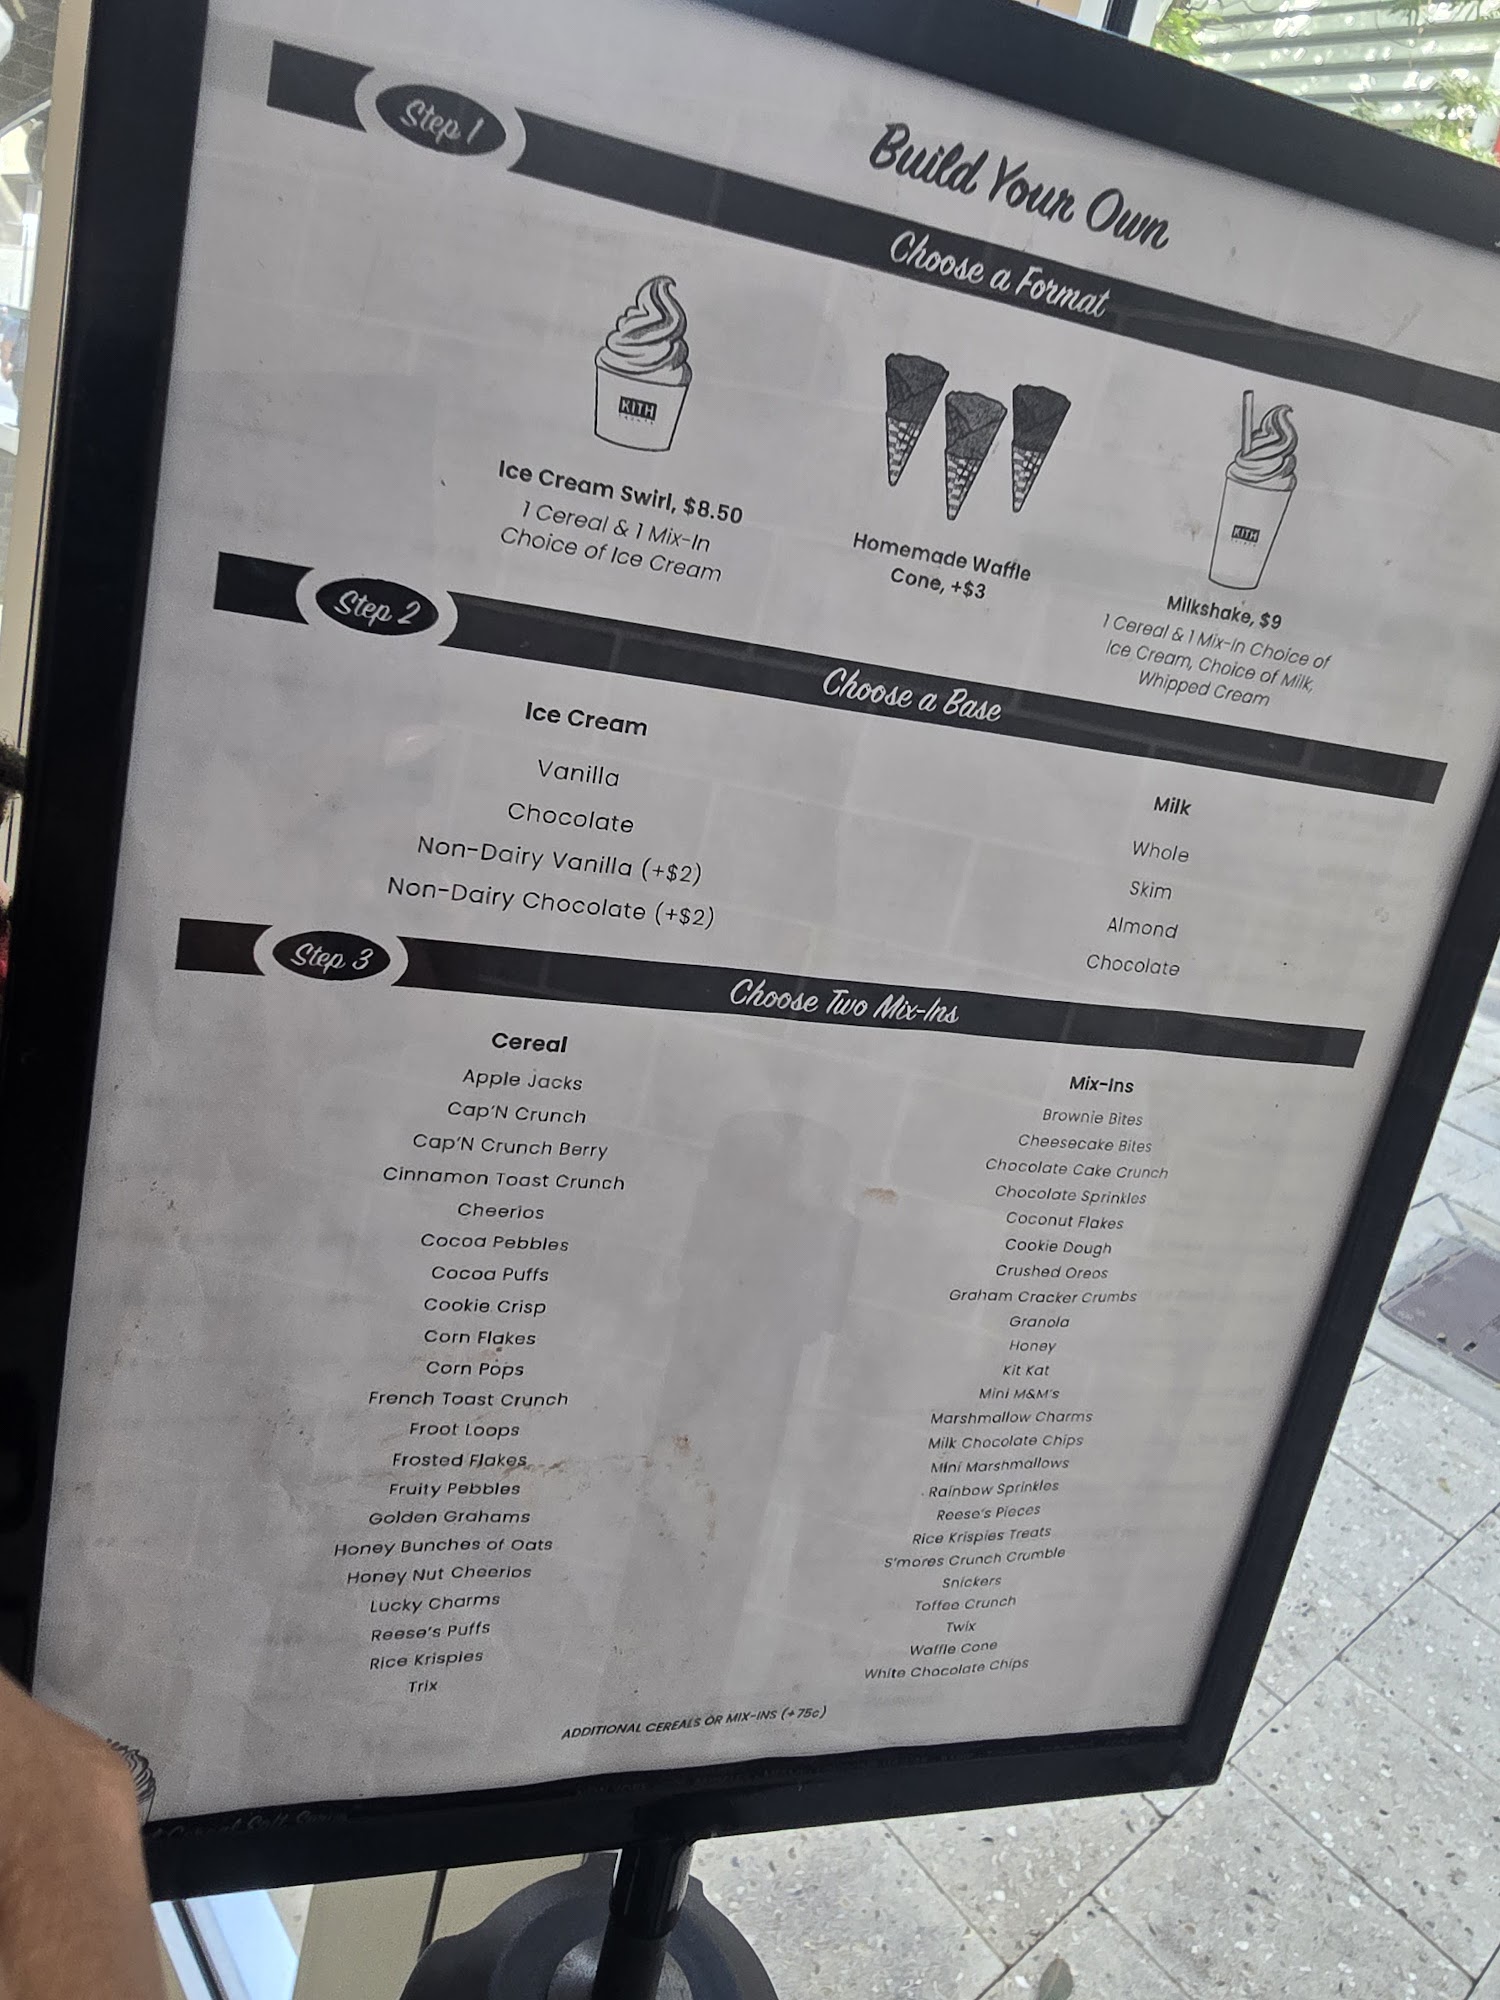 Build Your Own
Step 1
Choose a Format
KITH
Ice Cream Swirl, $8.50
1 Cereal & 1 Mix-In
Choice of Ice Cream
Homemade Waffle
Cone, +$3
KITH
Milkshake, $9
1 Cereal & 1 Mix-In Choice of
Ice Cream, Choice of Milk,
Whipped Cream
Step 2
Choose a Base
Ice Cream
Vanilla
Chocolate
Non-Dairy Vanilla (+$2)
Non-Dairy Chocolate (+$2)
Milk
Whole
Skim
Almond
Chocolate
Step 3
Choose Two Mix-Ins
Cereal
Apple Jacks
Cap'N Crunch
Cap'N Crunch Berry
Cinnamon Toast Crunch
Cheerios
Cocoa Pebbles
Cocoa Puffs
Cookie Crisp
Corn Flakes
Corn Pops
French Toast Crunch
Froot Loops
Frosted Flakes
Fruity Pebbles
Golden Grahams
Honey Bunches of Oats
Honey Nut Cheerios
Lucky Charms
Reese's Puffs
Rice Krispies
Trix
Mix-Ins
Brownie Bites
Cheesecake Bites
Chocolate Cake Crunch
Chocolate Sprinkles
Coconut Flakes
Cookie Dough
Crushed Oreos
Graham Cracker Crumbs
Granola
Honey
Kit Kat
Mini M&M's
Marshmallow Charms
Milk Chocolate Chips
Mini Marshmallows
Rainbow Sprinkles
Reese's Pieces
Rice Krispies Treats
S'mores Crunch Crumble
Snickers
Toffee Crunch
Twix
Waffle Cone
White Chocolate Chips
ADDITIONAL CEREALS OR MIX-INS (+75c)